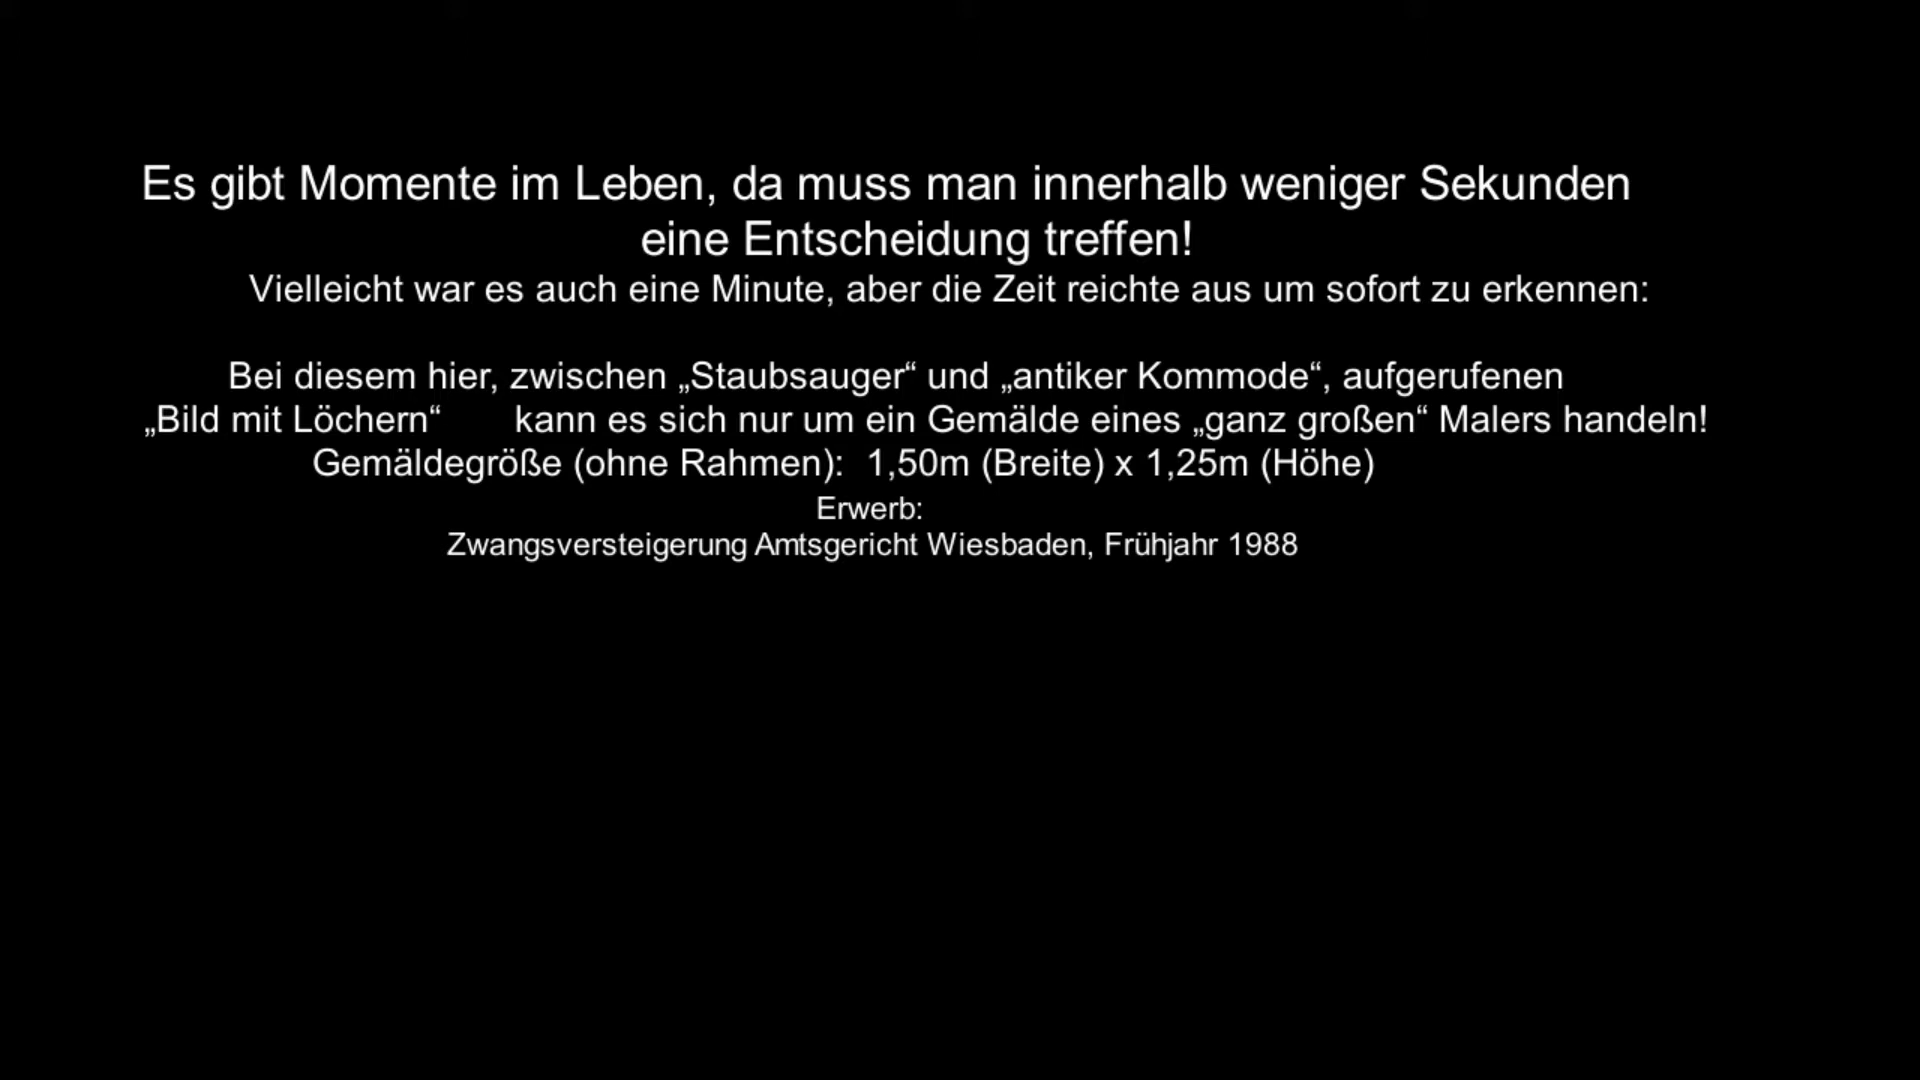 Es gibt Momente im Leben, da muss man innerhalb weniger Sekunden
eine Entscheidung treffen!
Vielleicht war es auch eine Minute, aber die Zeit reichte aus um sofort zu erkennen:
Bei diesem hier, zwischen „Staubsauger“ und „antiker Kommode“, aufgerufenen
„Bild mit Löchern“ kann es sich nur um ein Gemälde eines „ganz großen“ Malers handeln!
Gemäldegröße (ohne Rahmen): 1,50m (Breite) x 1,25m (Höhe)
Erwerb:
Zwangsversteigerung Amtsgericht Wiesbaden, Frühjahr 1988